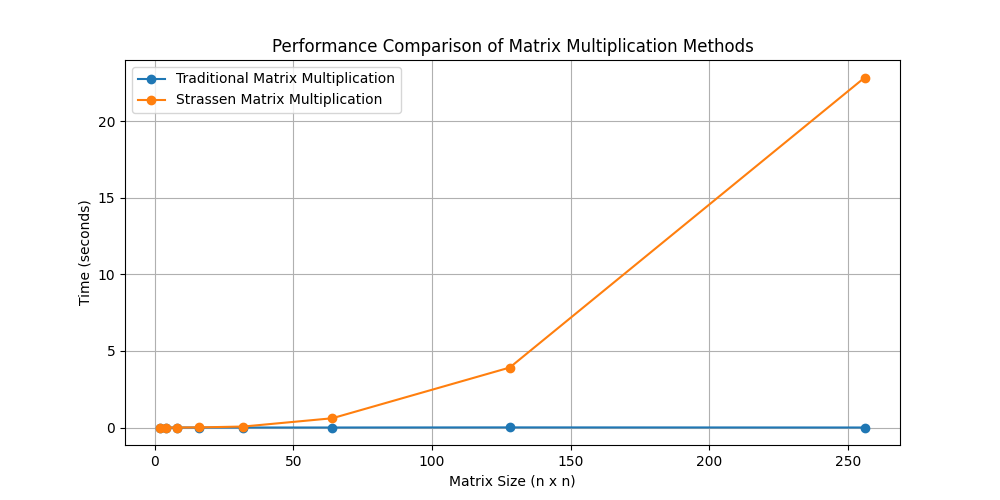 Performance Comparison of Matrix Multiplication Methods
Traditional Matrix Multiplication
Strassen Matrix Multiplication
Time (seconds)
20
15
10
5
0
0 50 100 150 200 250
Matrix Size (n x n)